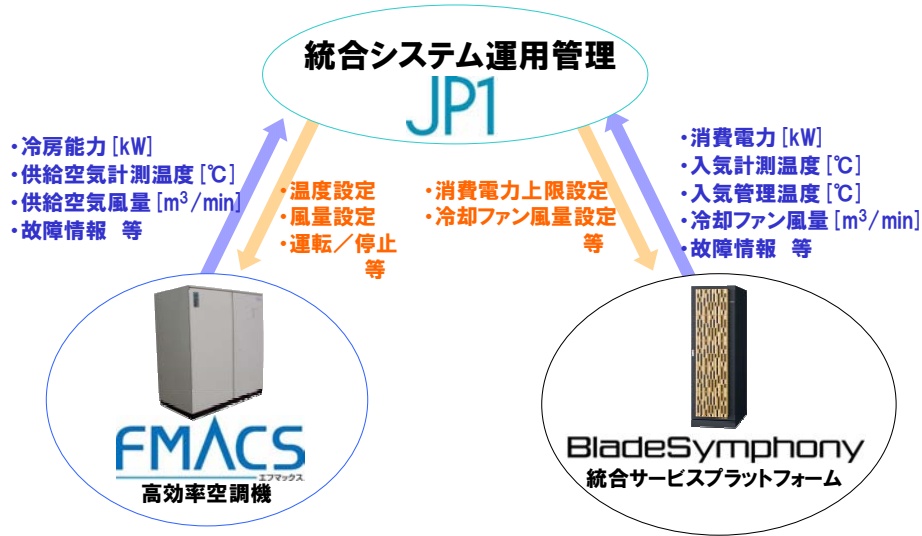 統合システム運用管理
JP1
・冷房能力[kW]
・供給空気計測温度[℃]
・供給空気風量[m³/min]
・故障情報 等
・温度設定
・風量設定
・運転／停止
等
・消費電力上限設定
・冷却ファン風量設定
等
・消費電力[kW]
・入気計測温度[℃]
・入気管理温度[℃]
・冷却ファン風量[m³/min]
・故障情報 等
FMACS
エフマックス
高効率空調機
BladeSymphony
統合サービスプラットフォーム